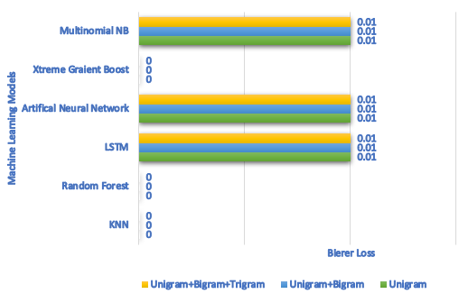 Machine Learning Models
Multinomial NB
0.01
0.01
0.01
Xtreme Graient Boost
0
0
0
Artifical Neural Network
0.01
0.01
0.01
LSTM
0.01
0.01
0.01
Random Forest
0
0
0
KNN
0
0
0
Bierer Loss
Unigram+Bigram+Trigram Unigram+Bigram Unigram